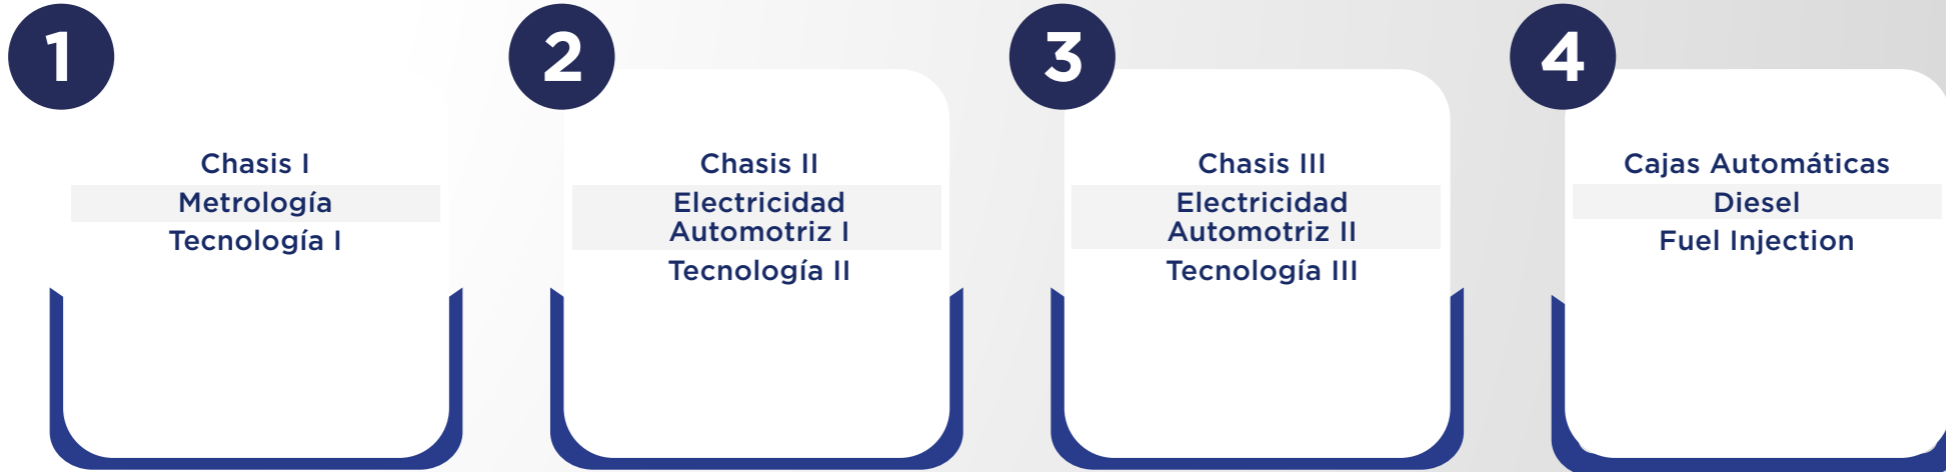 1
Chasis I
Metrología
Tecnología I
2
Chasis II
Electricidad
Automotriz I
Tecnología II
3
Chasis III
Electricidad
Automotriz II
Tecnología III
4
Cajas Automáticas
Diesel
Fuel Injection